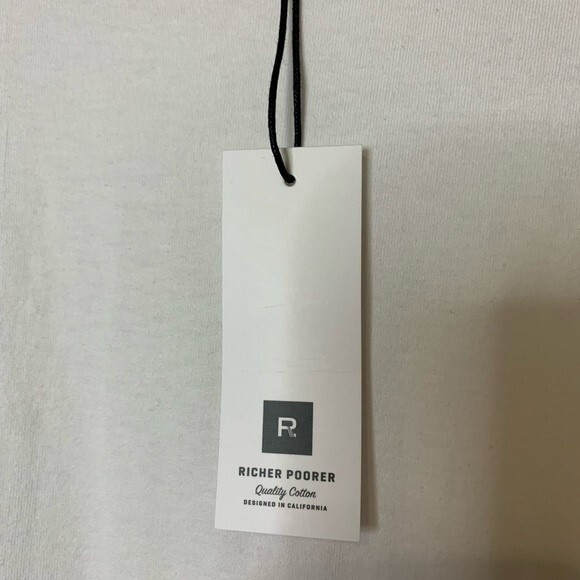 R.
RICHER POORER
Quality Cotton
DESIGNED IN CALIFORNIA